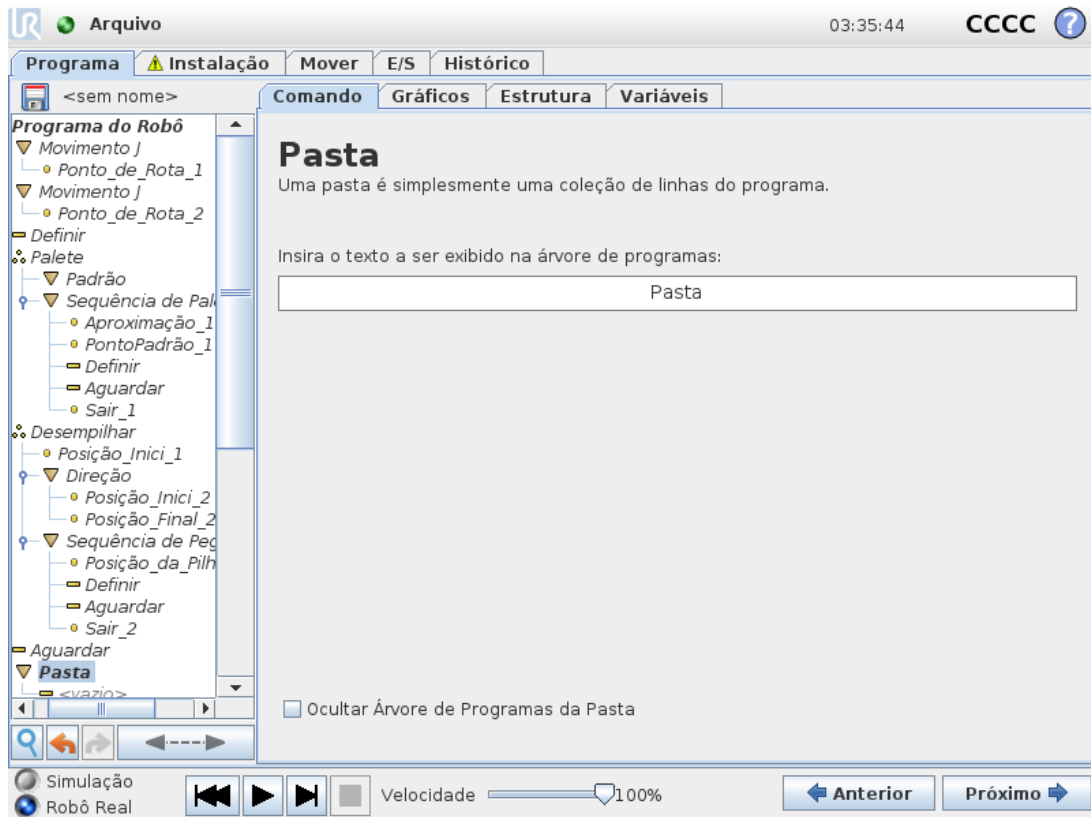 Arquivo 03:35:44 CCCC ?
Programa Instalação Mover E/S Histórico
<sem nome> Comando Gráficos Estrutura Variáveis
Programa do Robô
Movimento J
Ponto_de_Rota_1
Movimento J
Ponto_de_Rota_2
Definir
Palete
Padrão
Sequência de Pale
Aproximação_1
PontoPadrão_1
Definir
Aguardar
Sair_1
Desempilhar
Posição_Inici_1
Direção
Posição_Inici_2
Posição_Final_2
Sequência de Peg
Posição_da_Pilh
Definir
Aguardar
Sair_2
Aguardar
Pasta
<vazio>
Pasta
Uma pasta é simplesmente uma coleção de linhas do programa.
Insira o texto a ser exibido na árvore de programas:
Pasta
Ocultar Árvore de Programas da Pasta
Simulação
Robô Real
Velocidade 100% Anterior Próximo